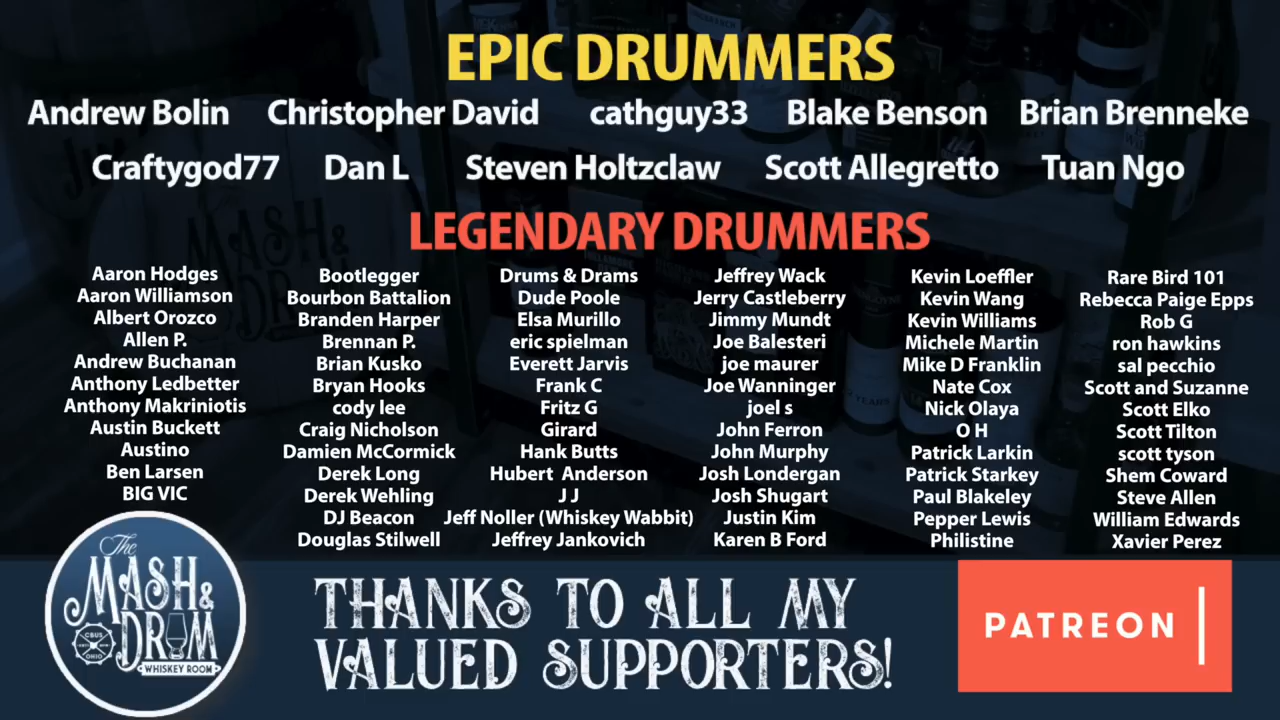 EPIC DRUMMERS
Andrew Bolin Christopher David cathguy33 Blake Benson Brian Brenneke
Craftygod77 Dan L Steven Holtzclaw Scott Allegretto Tuan Ngo
LEGENDARY DRUMMERS
Aaron Hodges
Aaron Williamson
Albert Orozco
Allen P.
Andrew Buchanan
Anthony Ledbetter
Anthony Makriniotis
Austin Buckett
Austino
Ben Larsen
BIG VIC
Bootlegger
Bourbon Battalion
Branden Harper
Brennan P.
Brian Kusko
Bryan Hooks
cody lee
Craig Nicholson
Damien McCormick
Derek Long
Derek Wehling
DJ Beacon
Douglas Stilwell
Drums & Drams
Dude Poole
Elsa Murillo
eric spielman
Everett Jarvis
Frank C
Fritz G
Girard
Hank Butts
Hubert Anderson
J J
Jeff Noller (Whiskey Wabbit)
Jeffrey Jankovich
Jeffrey Wack
Jerry Castleberry
Jimmy Mundt
Joe Balesteri
joe maurer
Joe Wanninger
joel s
John Ferron
John Murphy
Josh Londergan
Josh Shugart
Justin Kim
Karen B Ford
Kevin Loeffler
Kevin Wang
Kevin Williams
Michele Martin
Mike D Franklin
Nate Cox
Nick Olaya
O H
Patrick Larkin
Patrick Starkey
Paul Blakeley
Pepper Lewis
Philistine
Rare Bird 101
Rebecca Paige Epps
Rob G
ron hawkins
sal pecchio
Scott and Suzanne
Scott Elko
Scott Tilton
scott tyson
Shem Coward
Steve Allen
William Edwards
Xavier Perez
The
MASH &
DRUM
CBUS
OHIO
WHISKEY ROOM
THANKS TO ALL MY
VALUED SUPPORTERS!
PATREON